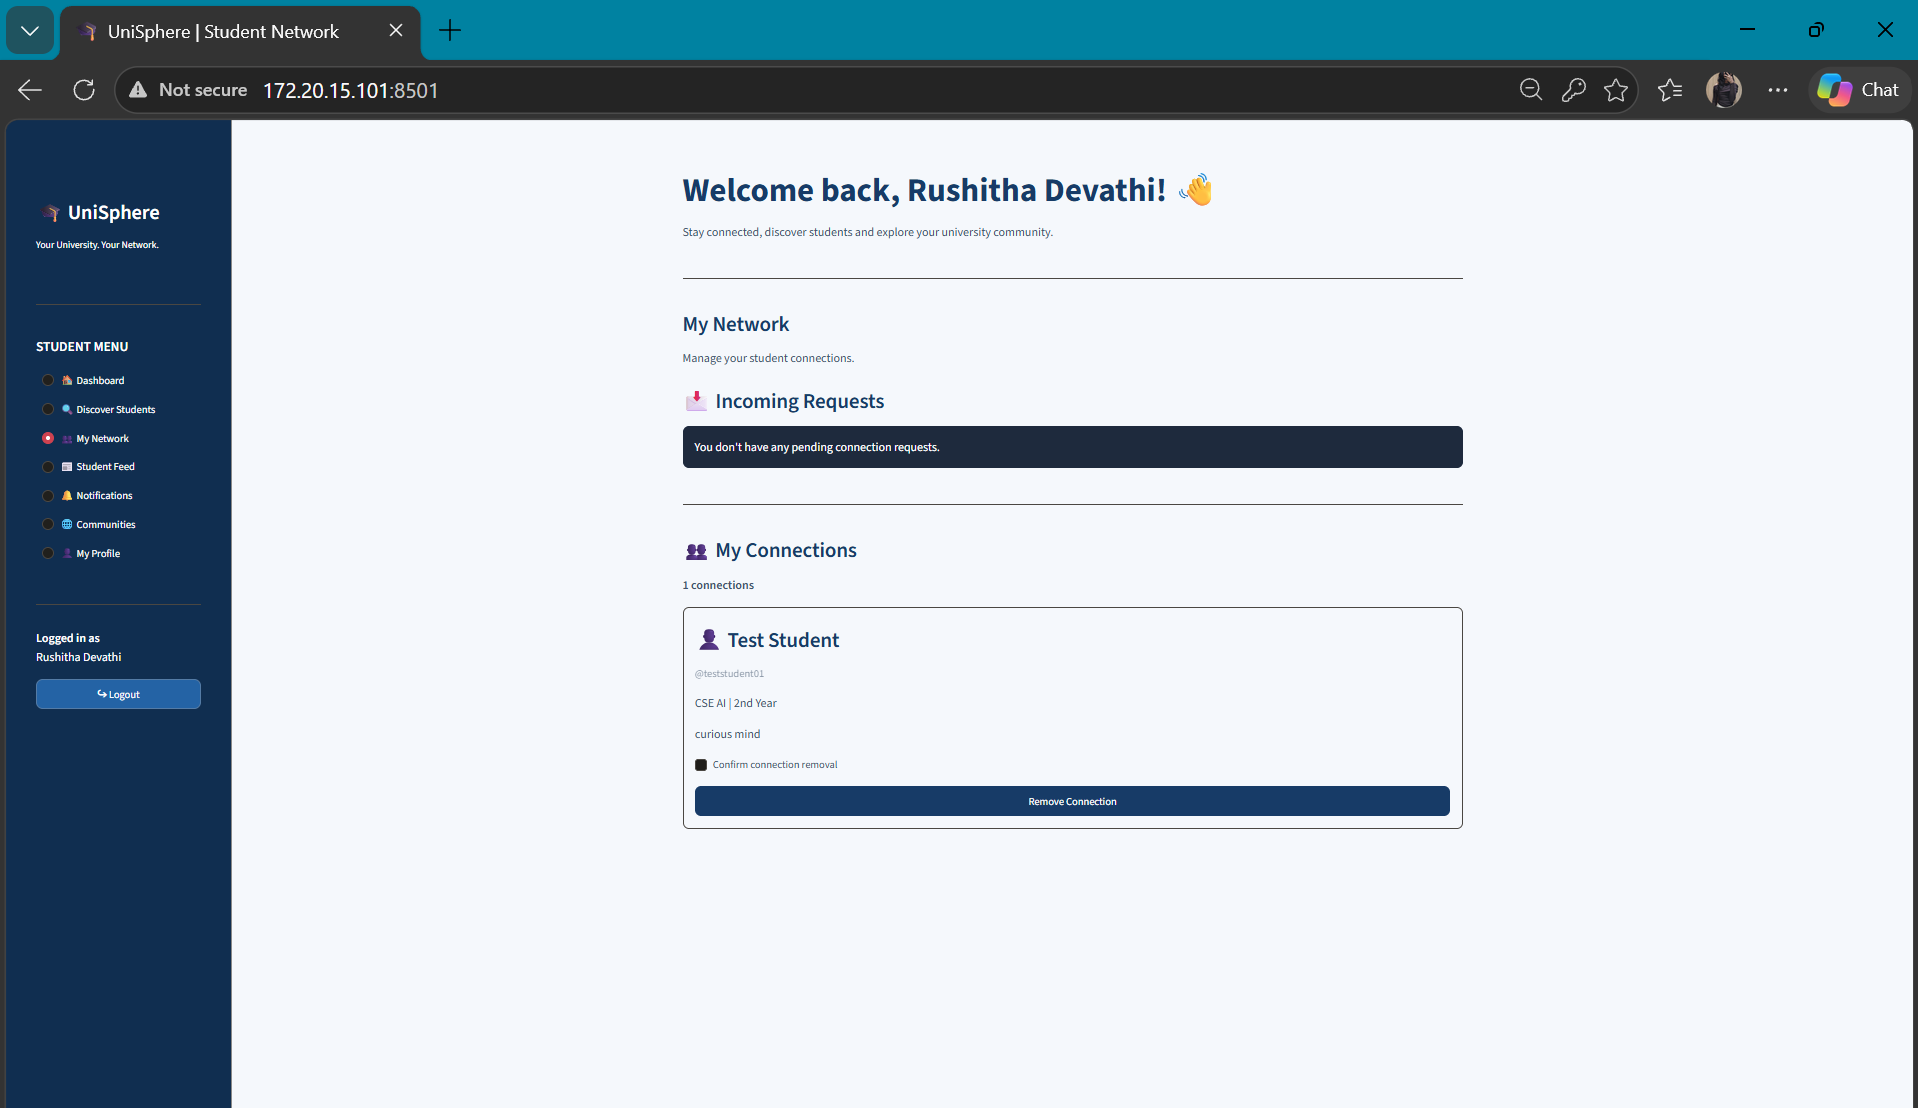 UniSphere | Student Network
Not secure 172.20.15.101:8501
Chat
UniSphere
Your University. Your Network.
STUDENT MENU
Dashboard
Discover Students
My Network
Student Feed
Notifications
Communities
My Profile
Logged in as
Rushitha Devathi
Logout
Welcome back, Rushitha Devathi!
Stay connected, discover students and explore your university community.
My Network
Manage your student connections.
Incoming Requests
You don't have any pending connection requests.
My Connections
1 connections
Test Student
@teststudent01
CSE AI | 2nd Year
curious mind
Confirm connection removal
Remove Connection